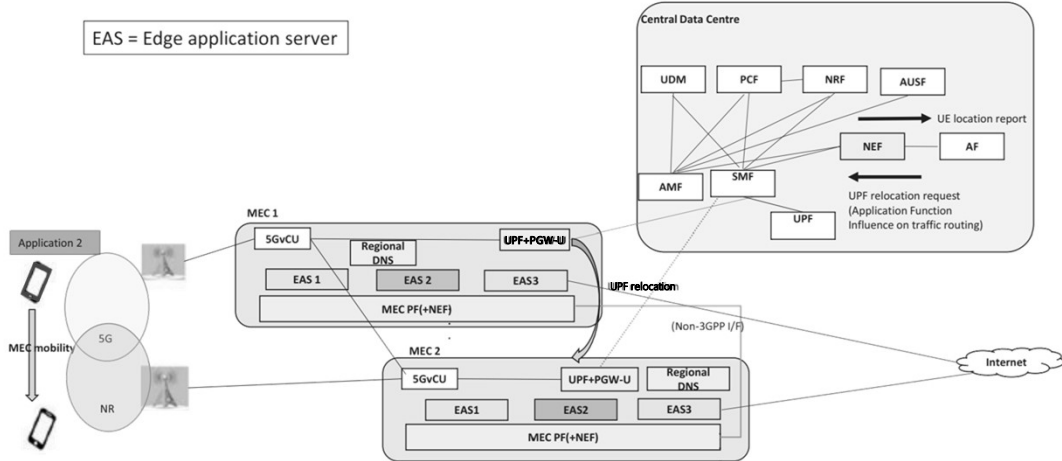 EAS = Edge application server
Central Data Centre
UDM
PCF
NRF
AUSF
UE location report
NEF
AF
AMF
SMF
UPF relocation request
(Application Function
Influence on traffic routing)
UPF
MEC 1
Application 2
5GvCU
UPF+PGW-U
Regional
DNS
EAS 1
EAS 2
EAS3
UPF relocation
MEC PF(+NEF)
(Non-3GPP I/F)
5G
MEC mobility
MEC 2
Internet
5GvCU
UPF+PGW-U
Regional
DNS
NR
EAS1
EAS2
EAS3
MEC PF(+NEF)